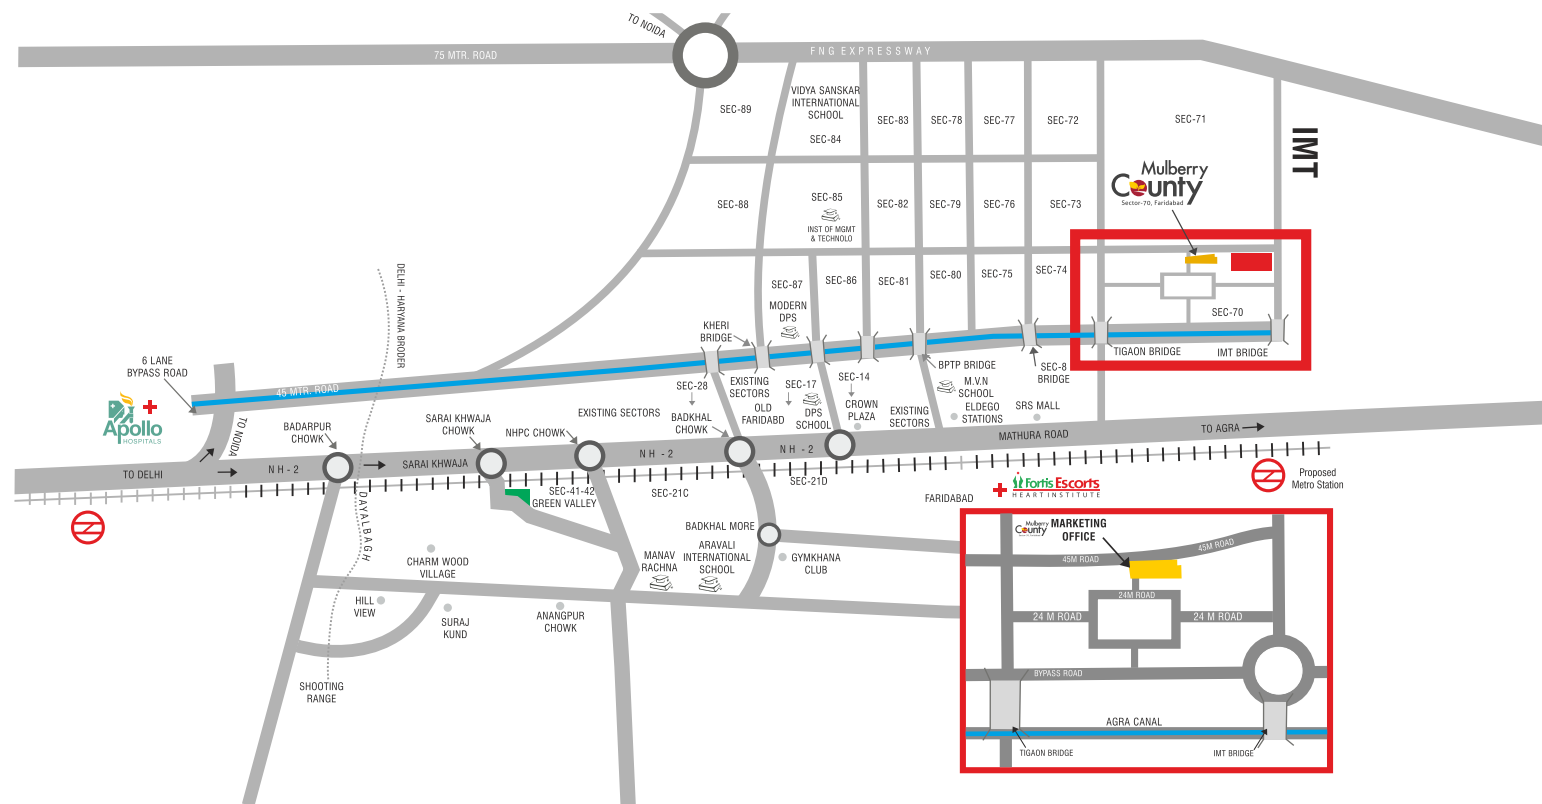 TO NOIDA
75 MTR. ROAD
FNG EXPRESSWAY
SEC-89
VIDYA SANSKAR
INTERNATIONAL
SCHOOL
SEC-84
SEC-83
SEC-78
SEC-77
SEC-72
SEC-71
IMT
Mulberry
County
Sector-70, Faridabad
SEC-88
SEC-85
INST OF MGMT
& TECHNOLO
SEC-82
SEC-79
SEC-76
SEC-73
DELHI - HARYANA BRODER
SEC-87
SEC-86
SEC-81
SEC-80
SEC-75
SEC-74
MODERN
DPS
KHERI
BRIDGE
SEC-70
TIGAON BRIDGE
IMT BRIDGE
6 LANE
BYPASS ROAD
45 MTR. ROAD
SEC-28
EXISTING
SECTORS
SEC-17
SEC-14
BPTP BRIDGE
SEC-8
BRIDGE
M.V.N
SCHOOL
Apollo
HOSPITALS
TO NOIDA
BADARPUR
CHOWK
SARAI KHWAJA
CHOWK
NHPC CHOWK
EXISTING SECTORS
BADKHAL
CHOWK
OLD
FARIDABD
DPS
SCHOOL
CROWN
PLAZA
EXISTING
SECTORS
ELDEGO
STATIONS
SRS MALL
TO DELHI
NH-2
SARAI KHWAJA
NH-2
NH-2
MATHURA ROAD
TO AGRA
Proposed
Metro Station
SEC-41-42
GREEN VALLEY
SEC-21C
SEC-21D
FARIDABAD
Fortis Escorts
HEART INSTITUTE
DAYALBAGH
BADKHAL MORE
CHARM WOOD
VILLAGE
MANAV
RACHNA
ARAVALI
INTERNATIONAL
SCHOOL
GYMKHANA
CLUB
HILL
VIEW
SURAJ
KUND
ANANGPUR
CHOWK
SHOOTING
RANGE
Mulberry
County
MARKETING
OFFICE
45M ROAD
45M ROAD
24M ROAD
24 M ROAD
24 M ROAD
BYPASS ROAD
AGRA CANAL
TIGAON BRIDGE
IMT BRIDGE